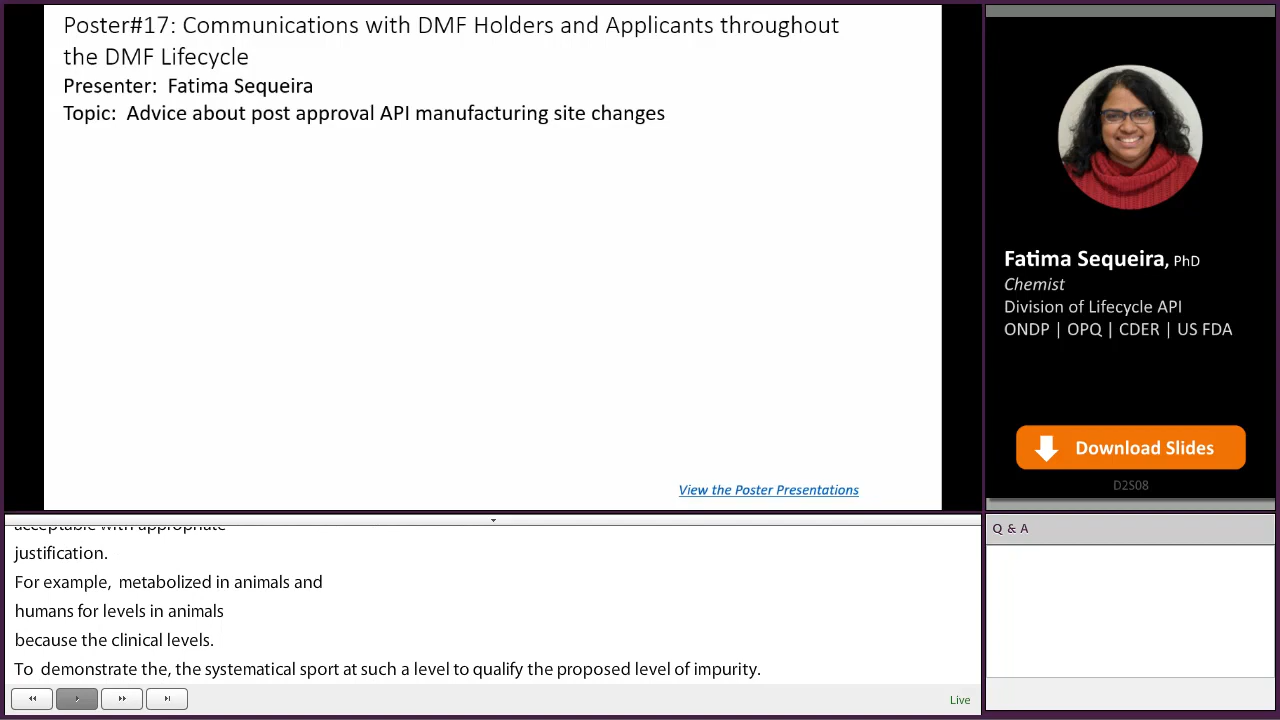 Poster#17: Communications with DMF Holders and Applicants throughout
the DMF Lifecycle
Presenter: Fatima Sequeira
Topic: Advice about post approval API manufacturing site changes
View the Poster Presentations
Fatima Sequeira, PhD
Chemist
Division of Lifecycle API
ONDP | OPQ | CDER | US FDA
Download Slides
D2S08
acceptable with appropriate
justification.
For example, metabolized in animals and
humans for levels in animals
because the clinical levels.
To demonstrate the, the systematical sport at such a level to qualify the proposed level of impurity.
Live
Q & A